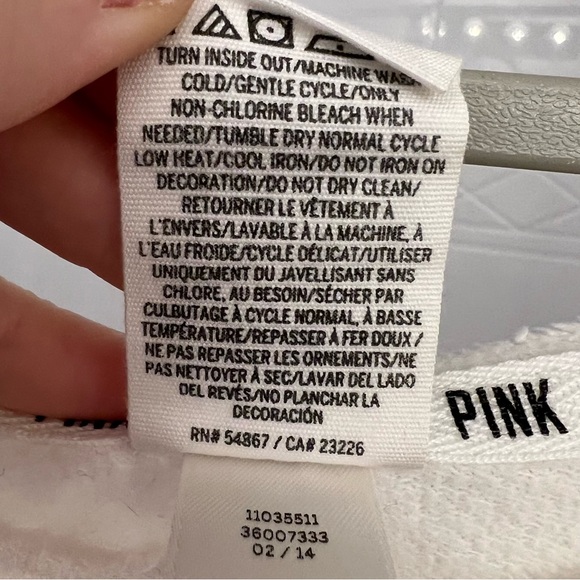 TURN INSIDE OUT/MACHINE WASH
COLD/GENTLE CYCLE/ONLY
NON-CHLORINE BLEACH WHEN
NEEDED/TUMBLE DRY NORMAL CYCLE
LOW HEAT/COOL IRON/DO NOT IRON ON
DECORATION/DO NOT DRY CLEAN/
RETOURNER LE VÊTEMENT À
L'ENVERS/LAVABLE À LA MACHINE, À
L'EAU FROIDE/CYCLE DÉLICAT/UTILISER
UNIQUEMENT DU JAVELLISANT SANS
CHLORE, AU BESOIN/SÉCHER PAR
CULBUTAGE À CYCLE NORMAL, À BASSE
TEMPÉRATURE/REPASSER À FER DOUX/
NE PAS REPASSER LES ORNEMENTS/NE
PAS NETTOYER À SEC/LAVAR DEL LADO
DEL REVÉS/NO PLANCHAR LA
DECORACIÓN
RN# 54867 / CA# 23226
PINK
11035511
36007333
02 / 14